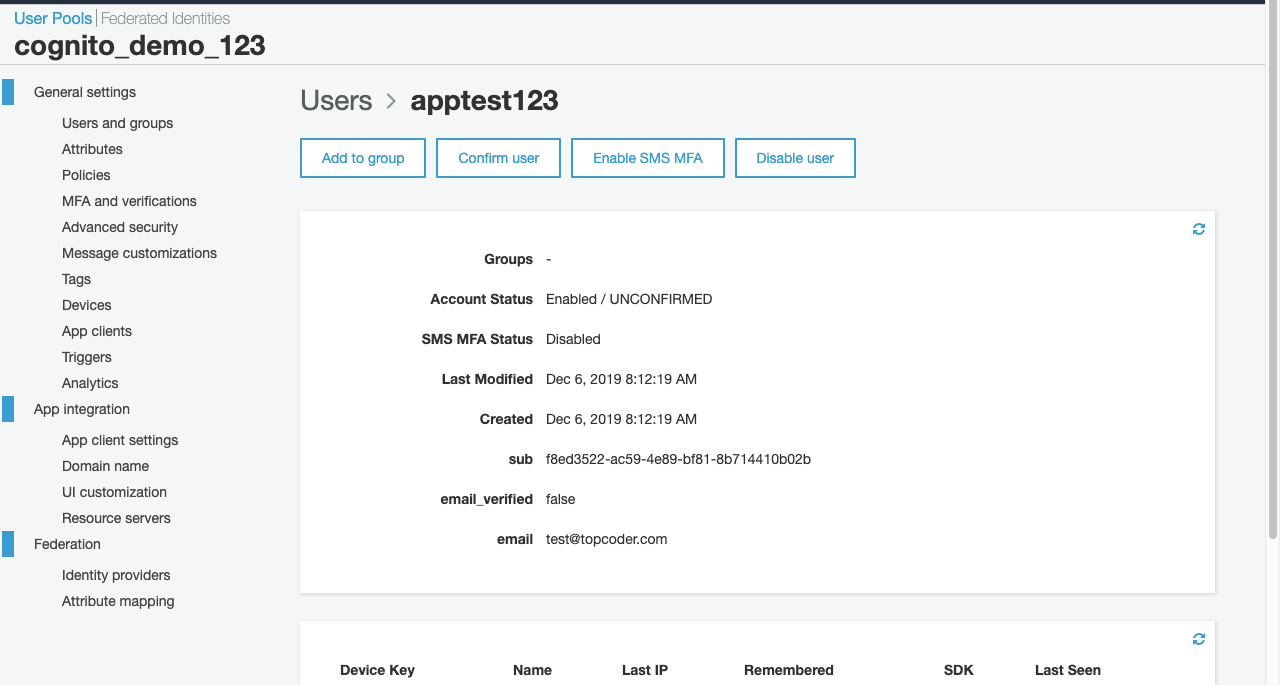 User Pools | Federated Identities
cognito_demo_123
General settings
Users and groups
Attributes
Policies
MFA and verifications
Advanced security
Message customizations
Tags
Devices
App clients
Triggers
Analytics
App integration
App client settings
Domain name
UI customization
Resource servers
Federation
Identity providers
Attribute mapping
Users > apptest123
Add to group Confirm user Enable SMS MFA Disable user
Groups -
Account Status Enabled / UNCONFIRMED
SMS MFA Status Disabled
Last Modified Dec 6, 2019 8:12:19 AM
Created Dec 6, 2019 8:12:19 AM
sub f8ed3522-ac59-4e89-bf81-8b714410b02b
email_verified false
email test@topcoder.com
Device Key Name Last IP Remembered SDK Last Seen